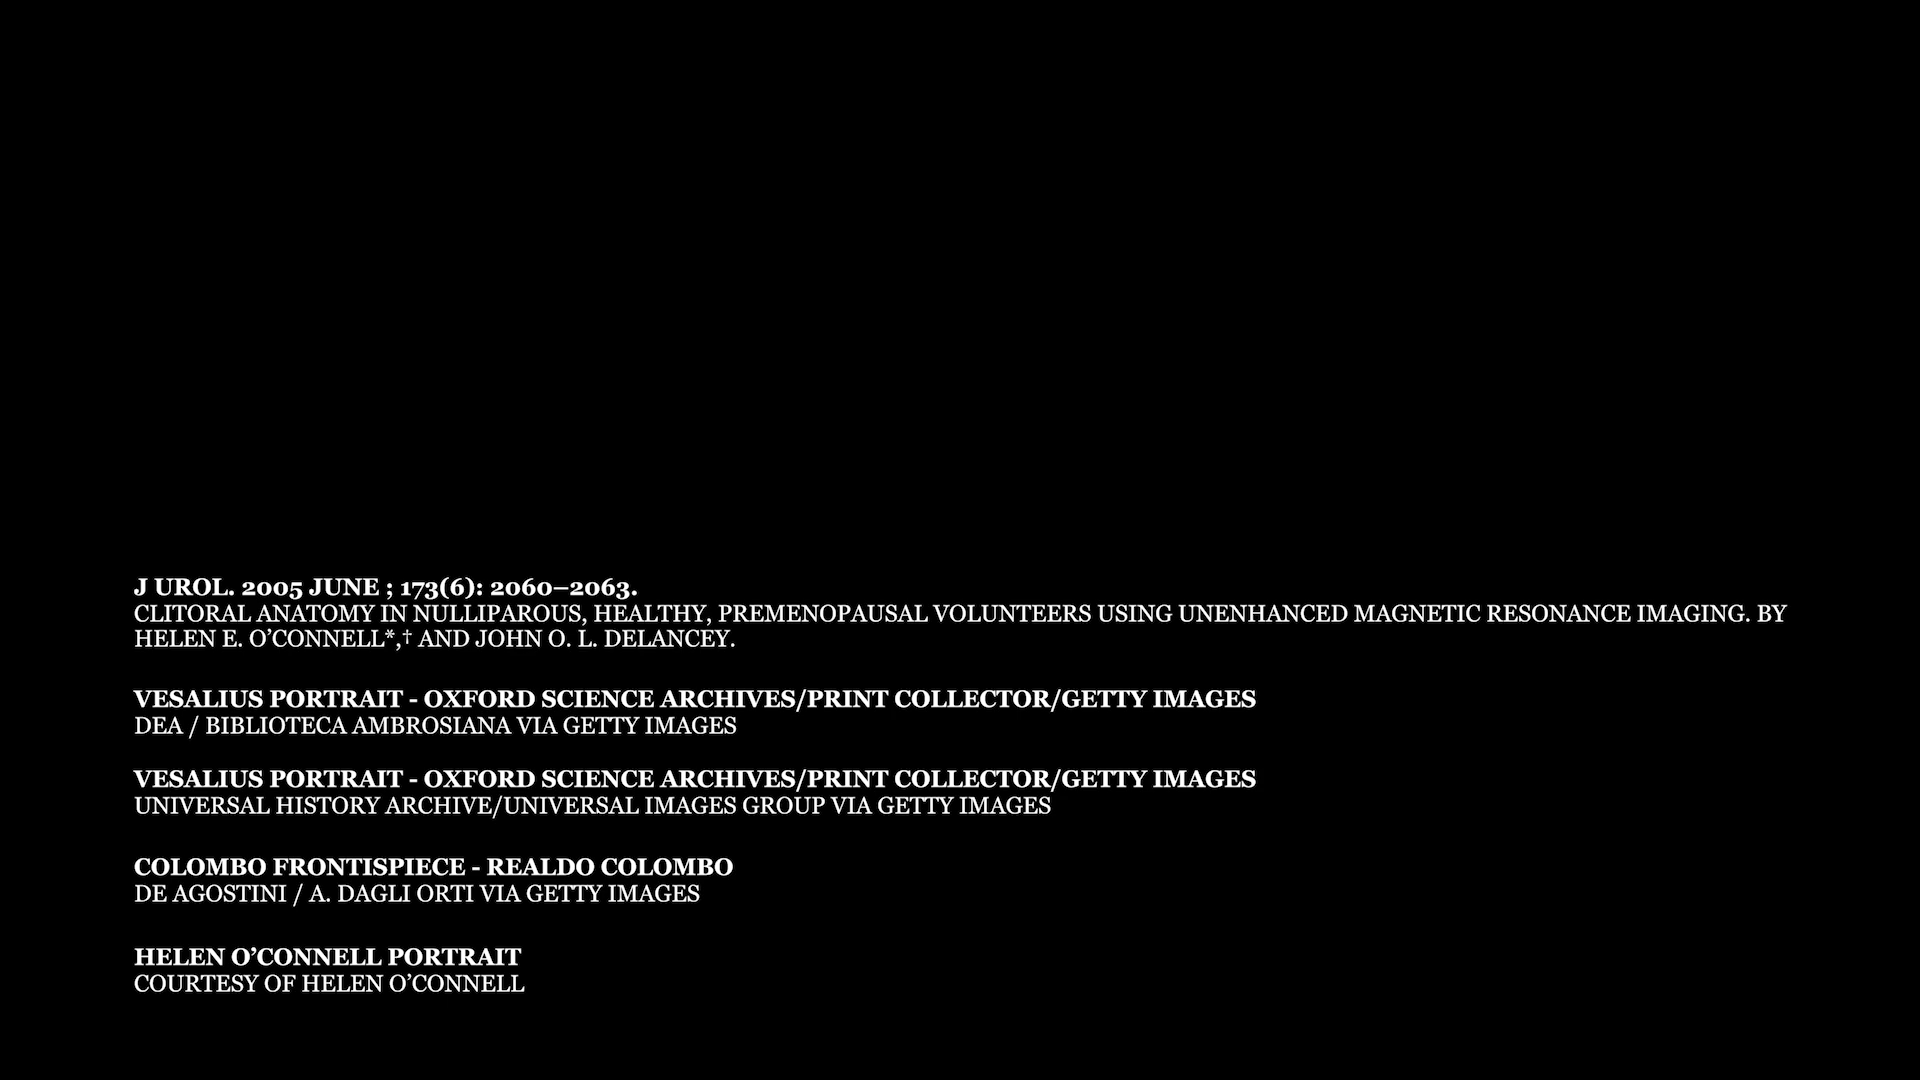 J UROL. 2005 JUNE ; 173(6): 2060–2063.
CLITORAL ANATOMY IN NULLIPAROUS, HEALTHY, PREMENOPAUSAL VOLUNTEERS USING UNENHANCED MAGNETIC RESONANCE IMAGING. BY
HELEN E. O’CONNELL*,† AND JOHN O. L. DELANCEY.
VESALIUS PORTRAIT - OXFORD SCIENCE ARCHIVES/PRINT COLLECTOR/GETTY IMAGES
DEA / BIBLIOTECA AMBROSIANA VIA GETTY IMAGES
VESALIUS PORTRAIT - OXFORD SCIENCE ARCHIVES/PRINT COLLECTOR/GETTY IMAGES
UNIVERSAL HISTORY ARCHIVE/UNIVERSAL IMAGES GROUP VIA GETTY IMAGES
COLOMBO FRONTISPIECE - REALDO COLOMBO
DE AGOSTINI / A. DAGLI ORTI VIA GETTY IMAGES
HELEN O’CONNELL PORTRAIT
COURTESY OF HELEN O’CONNELL